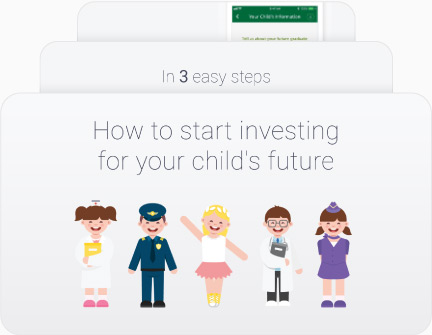 Your Child's Information
Tell us about your future graduate
In 3 easy steps
How to start investing
for your child's future